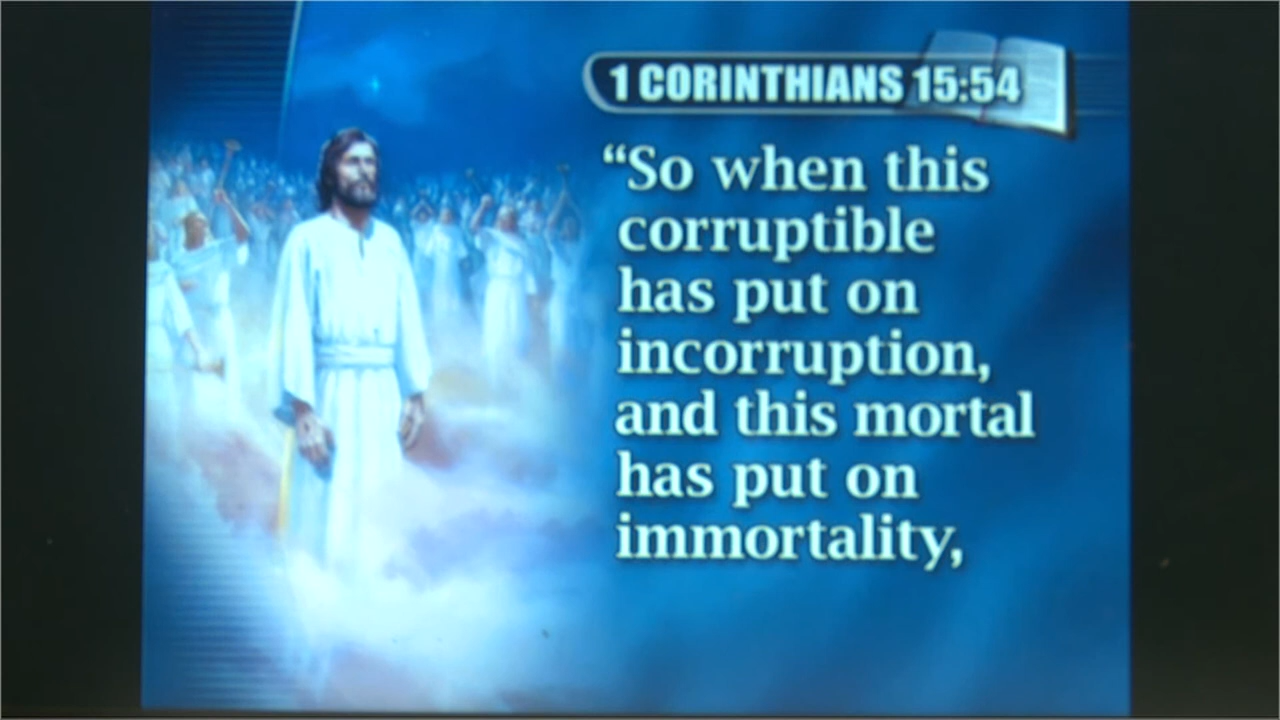 1 CORINTHIANS 15:54
“So when this
corruptible
has put on
incorruption,
and this mortal
has put on
immortality,